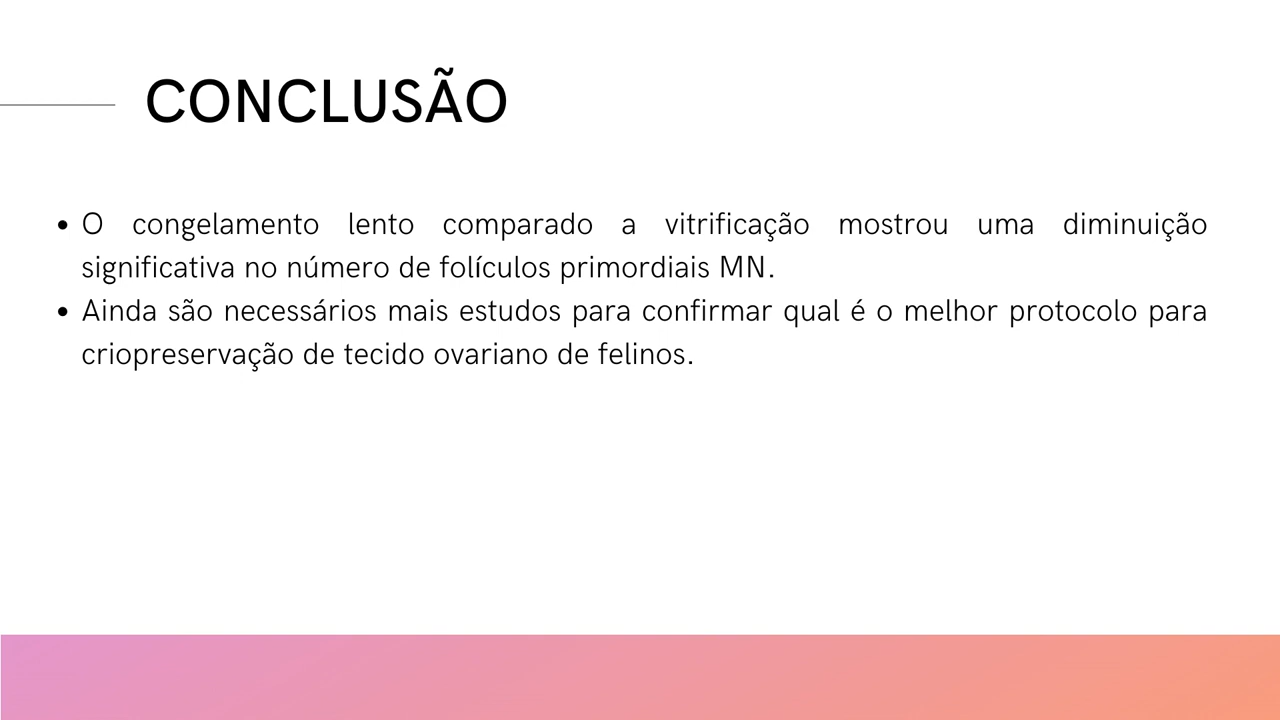 CONCLUSÃO
• O congelamento lento comparado a vitrificação mostrou uma diminuição
significativa no número de folículos primordiais MN.
• Ainda são necessários mais estudos para confirmar qual é o melhor protocolo para
criopreservação de tecido ovariano de felinos.